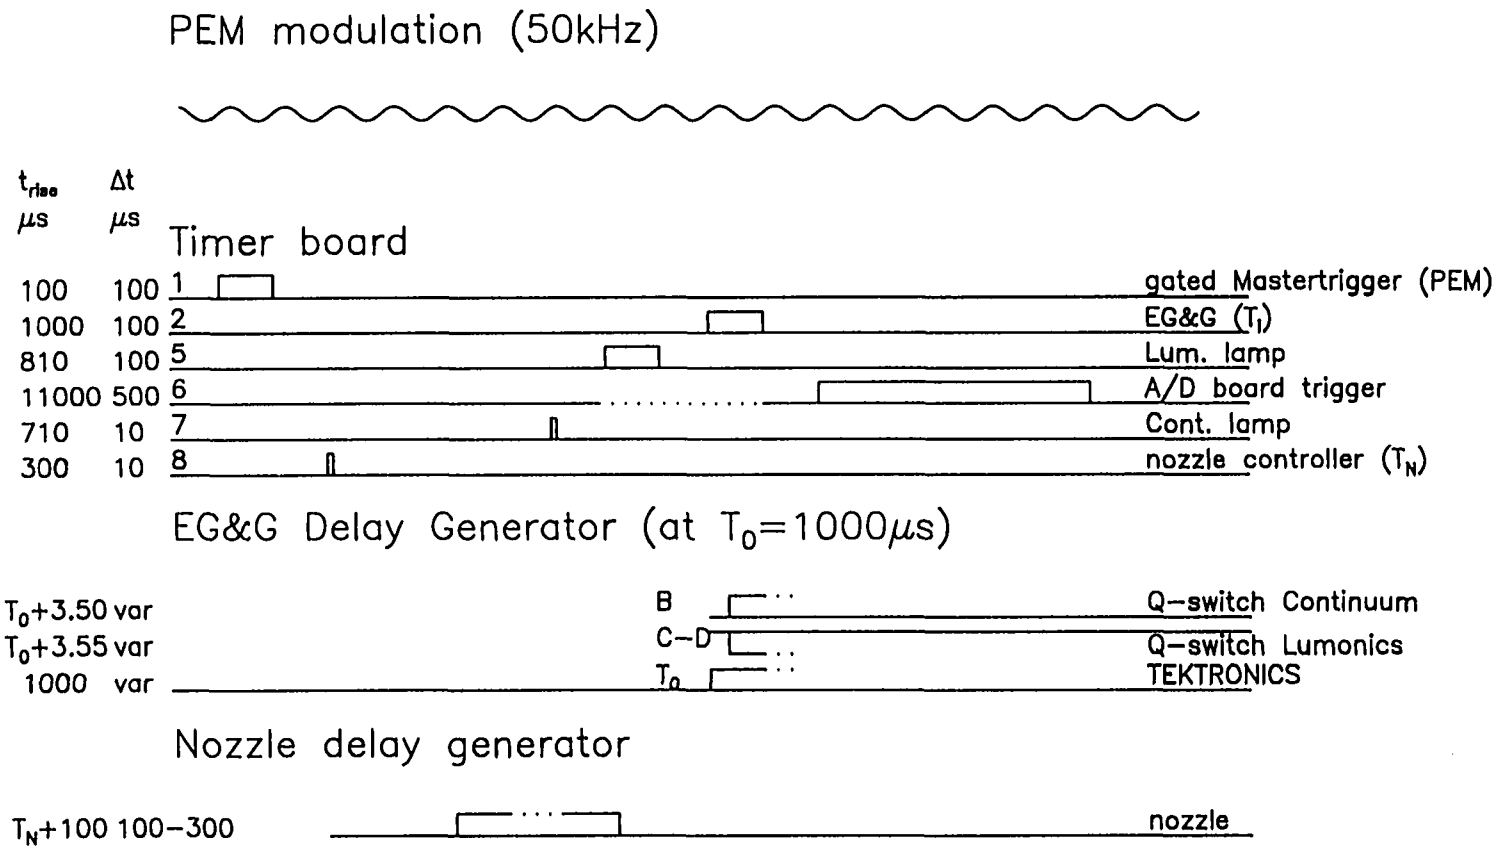 PEM modulation (50kHz)
t_rise Δt
μs μs
Timer board
100 100 1 gated Mastertrigger (PEM)
1000 100 2 EG&G (T_I)
810 100 5 Lum. lamp
11000 500 6 A/D board trigger
710 10 7 Cont. lamp
300 10 8 nozzle controller (T_N)
EG&G Delay Generator (at T_0=1000μs)
T_0+3.50 var B Q-switch Continuum
T_0+3.55 var C-D Q-switch Lumonics
1000 var T_0 TEKTRONICS
Nozzle delay generator
T_N+100 100-300 nozzle